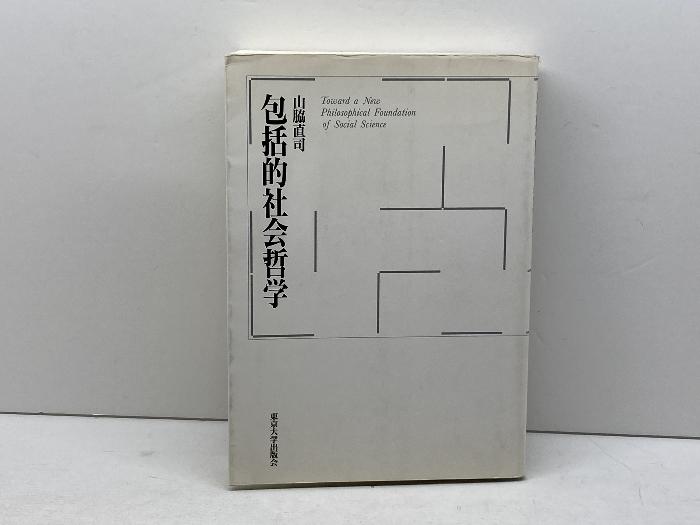 山脇直司
包括的社会哲学
Toward a New
Philosophical Foundation
of Social Science
東京大学出版会